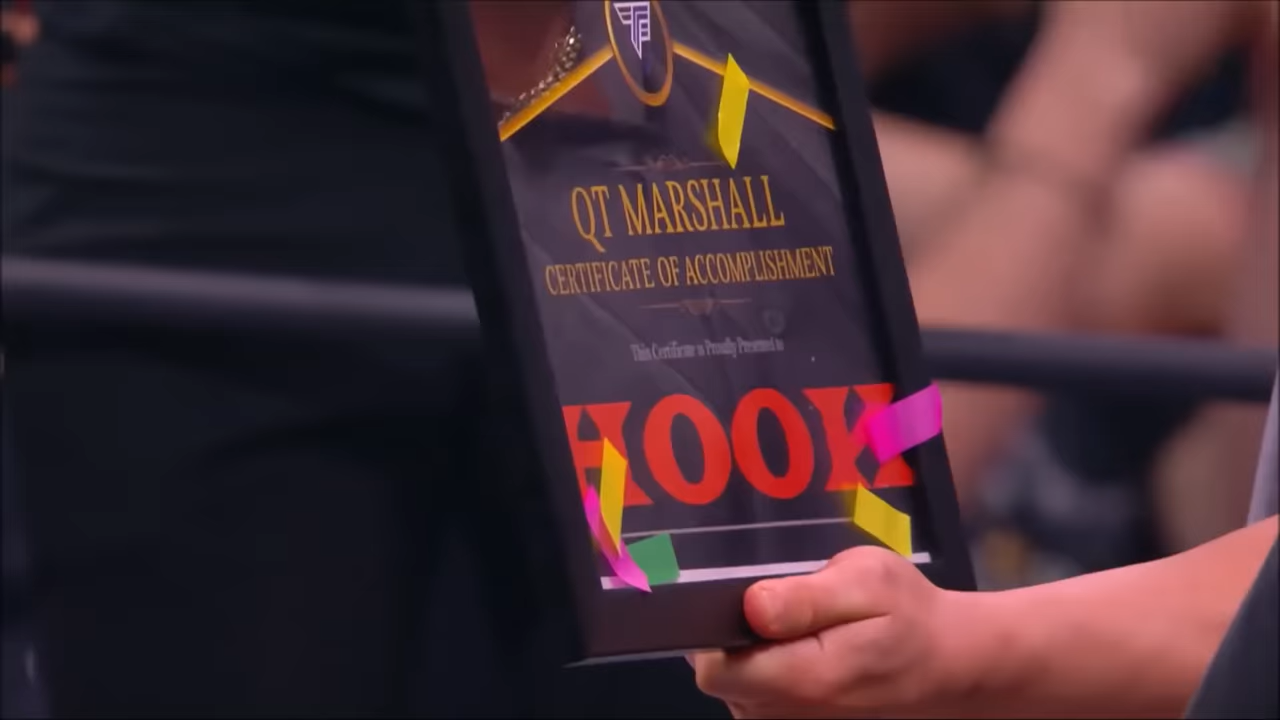 QT MARSHALL
CERTIFICATE OF ACCOMPLISHMENT
This Certificate is Proudly Presented to
HOOK